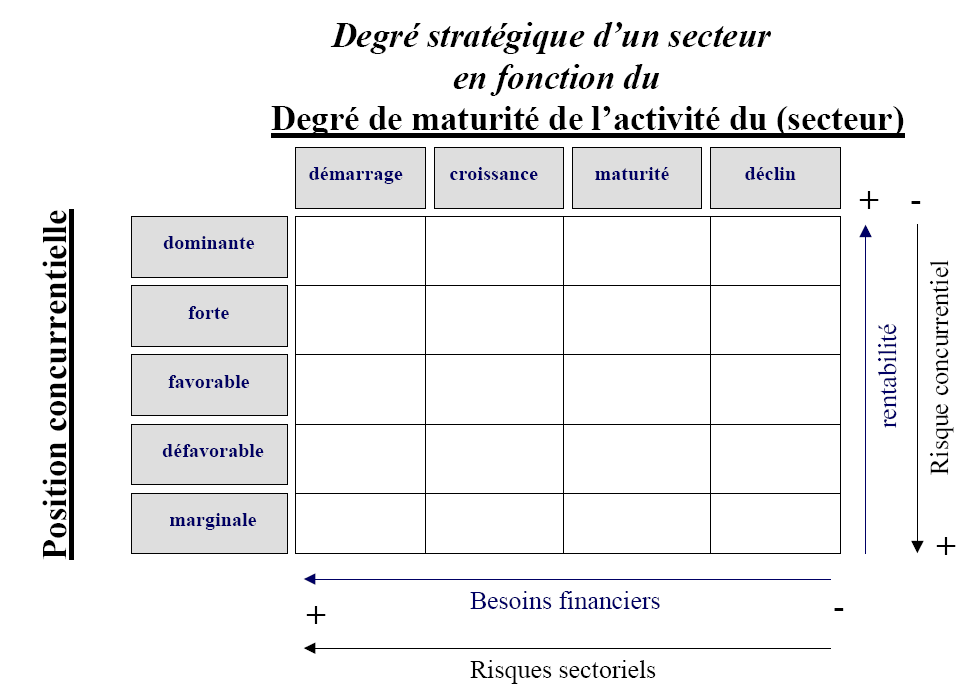 Degré stratégique d’un secteur
en fonction du
Degré de maturité de l’activité du (secteur)
démarrage
croissance
maturité
déclin
+
-
Position concurrentielle
dominante
forte
favorable
défavorable
marginale
rentabilité
Risque concurrentiel
+
Besoins financiers
+
-
Risques sectoriels